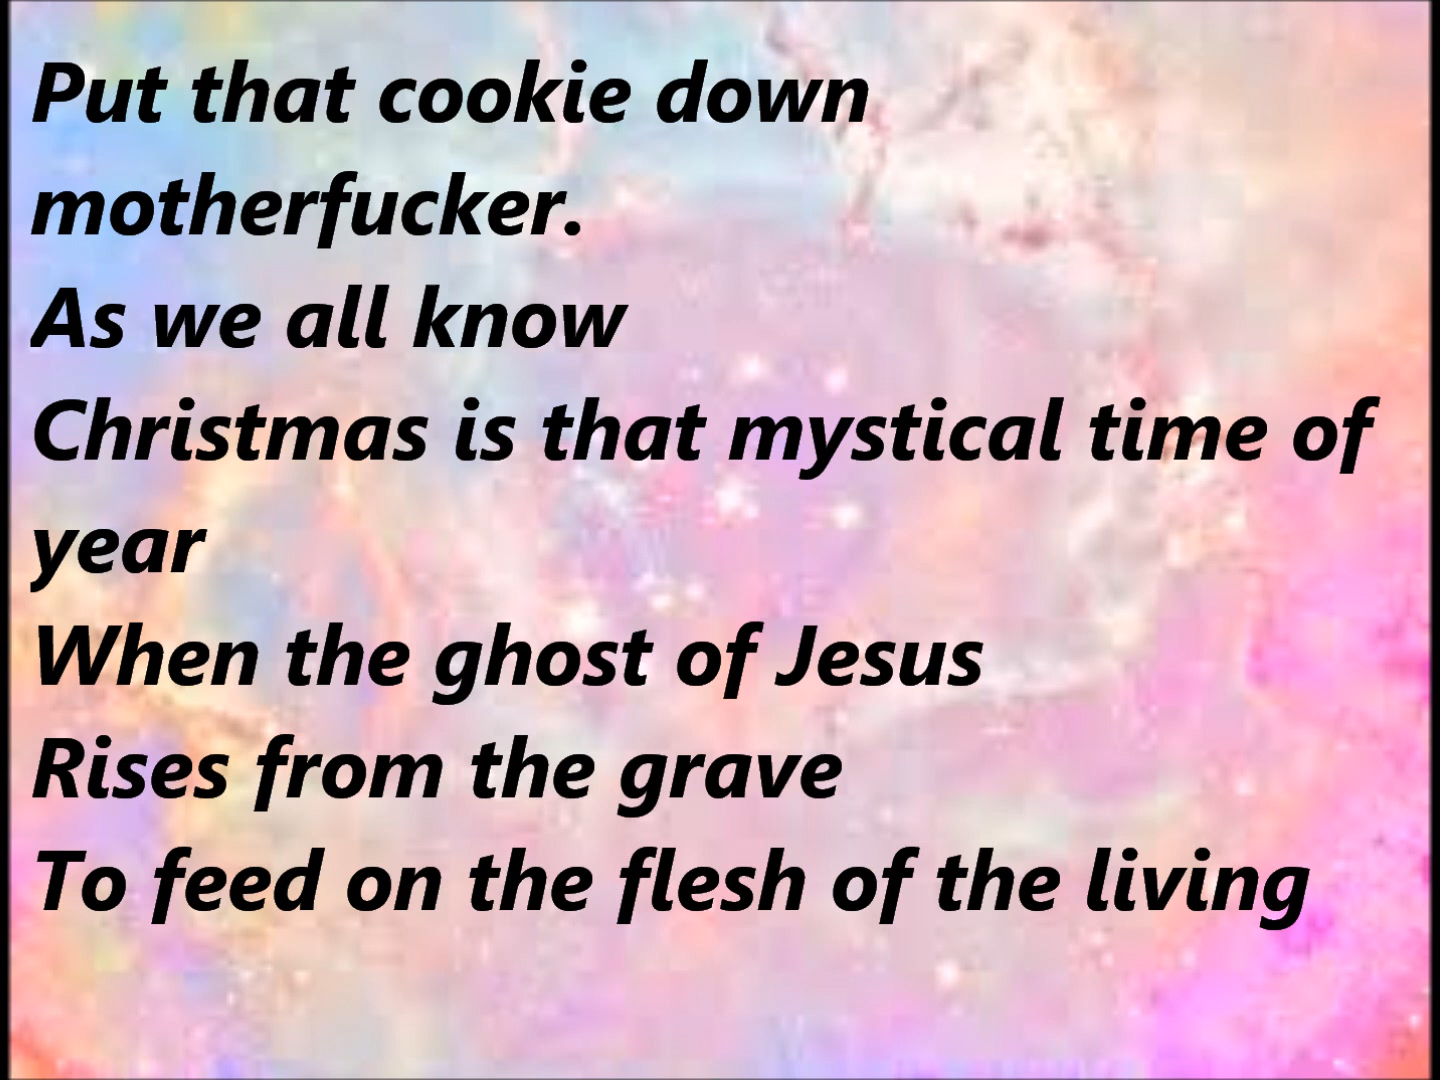 Put that cookie down
motherfucker.
As we all know
Christmas is that mystical time of
year
When the ghost of Jesus
Rises from the grave
To feed on the flesh of the living